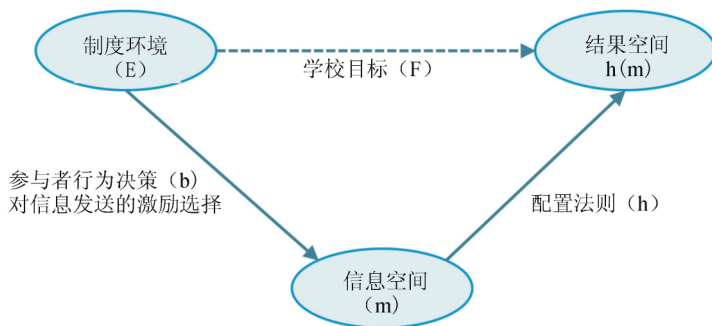 制度环境
（E）
学校目标（F）
结果空间
h(m)
参与者行为决策（b）
对信息发送的激励选择
配置法则（h）
信息空间
（m）